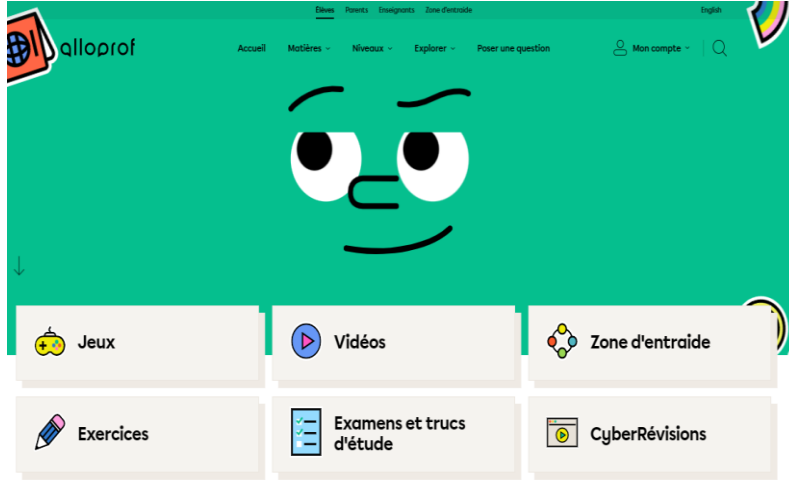 Élèves Parents Enseignants Zone d'entraide English
alloprof Accueil Matières Niveaux Explorer Poser une question Mon compte
Jeux Vidéos Zone d'entraide
Exercices Examens et trucs d'étude CyberRévisions